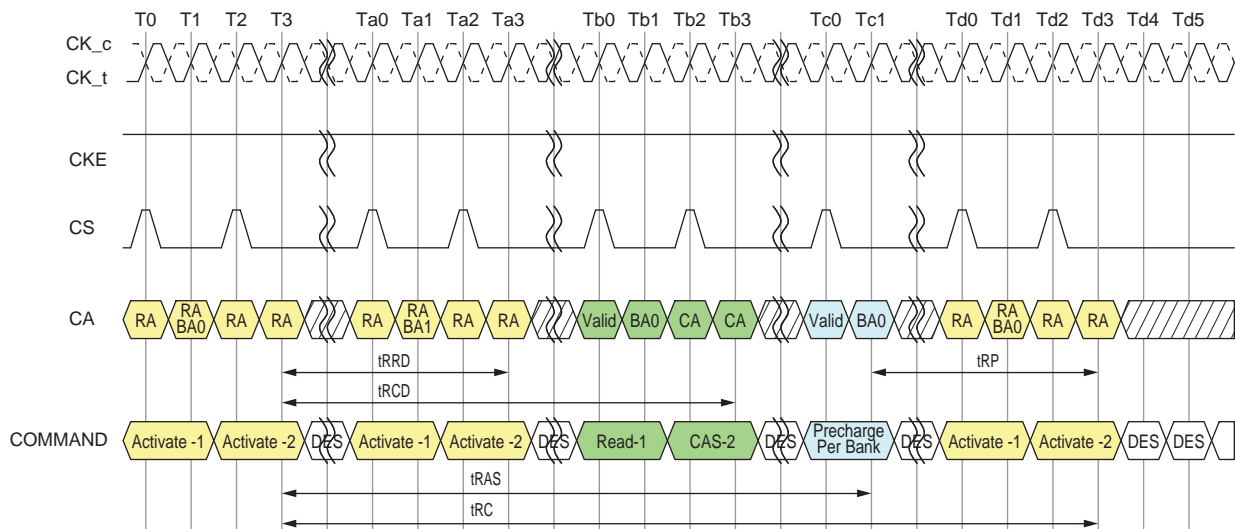 T0 T1 T2 T3 Ta0 Ta1 Ta2 Ta3 Tb0 Tb1 Tb2 Tb3 Tc0 Tc1 Td0 Td1 Td2 Td3 Td4 Td5
CK_c
CK_t
CKE
CS
CA RA RA BA0 RA RA RA RA BA1 RA RA Valid BA0 CA CA Valid BA0 RA RA BA0 RA RA
tRRD tRP
tRCD
COMMAND Activate -1 Activate -2 DES Activate -1 Activate -2 DES Read-1 CAS-2 DES Precharge Per Bank DES Activate -1 Activate -2 DES DES
tRAS
tRC